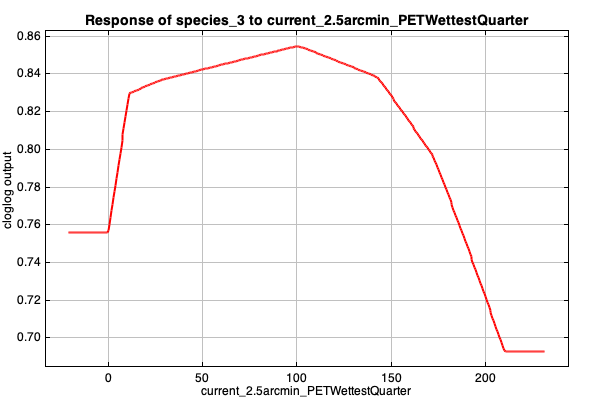 Response of species_3 to current_2.5arcmin_PETWettestQuarter
0.86
0.84
0.82
0.80
0.78
0.76
0.74
0.72
0.70
cloglog output
0 50 100 150 200
current_2.5arcmin_PETWettestQuarter